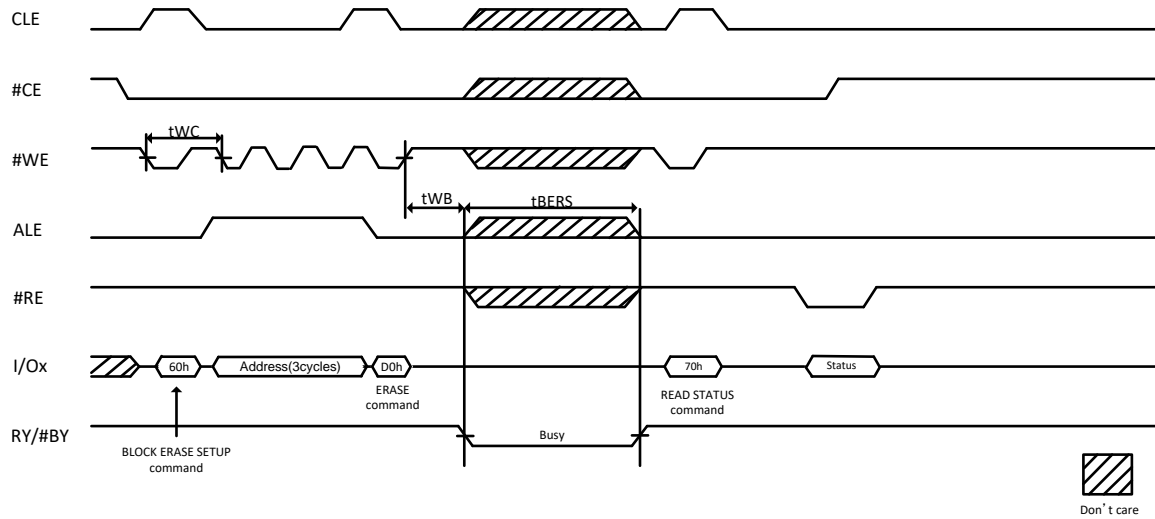 CLE
#CE
tWC
#WE
tWB
tBERS
ALE
#RE
I/Ox
60h
Address(3cycles)
D0h
70h
Status
ERASE
command
READ STATUS
command
RY/#BY
Busy
BLOCK ERASE SETUP
command
Don't care